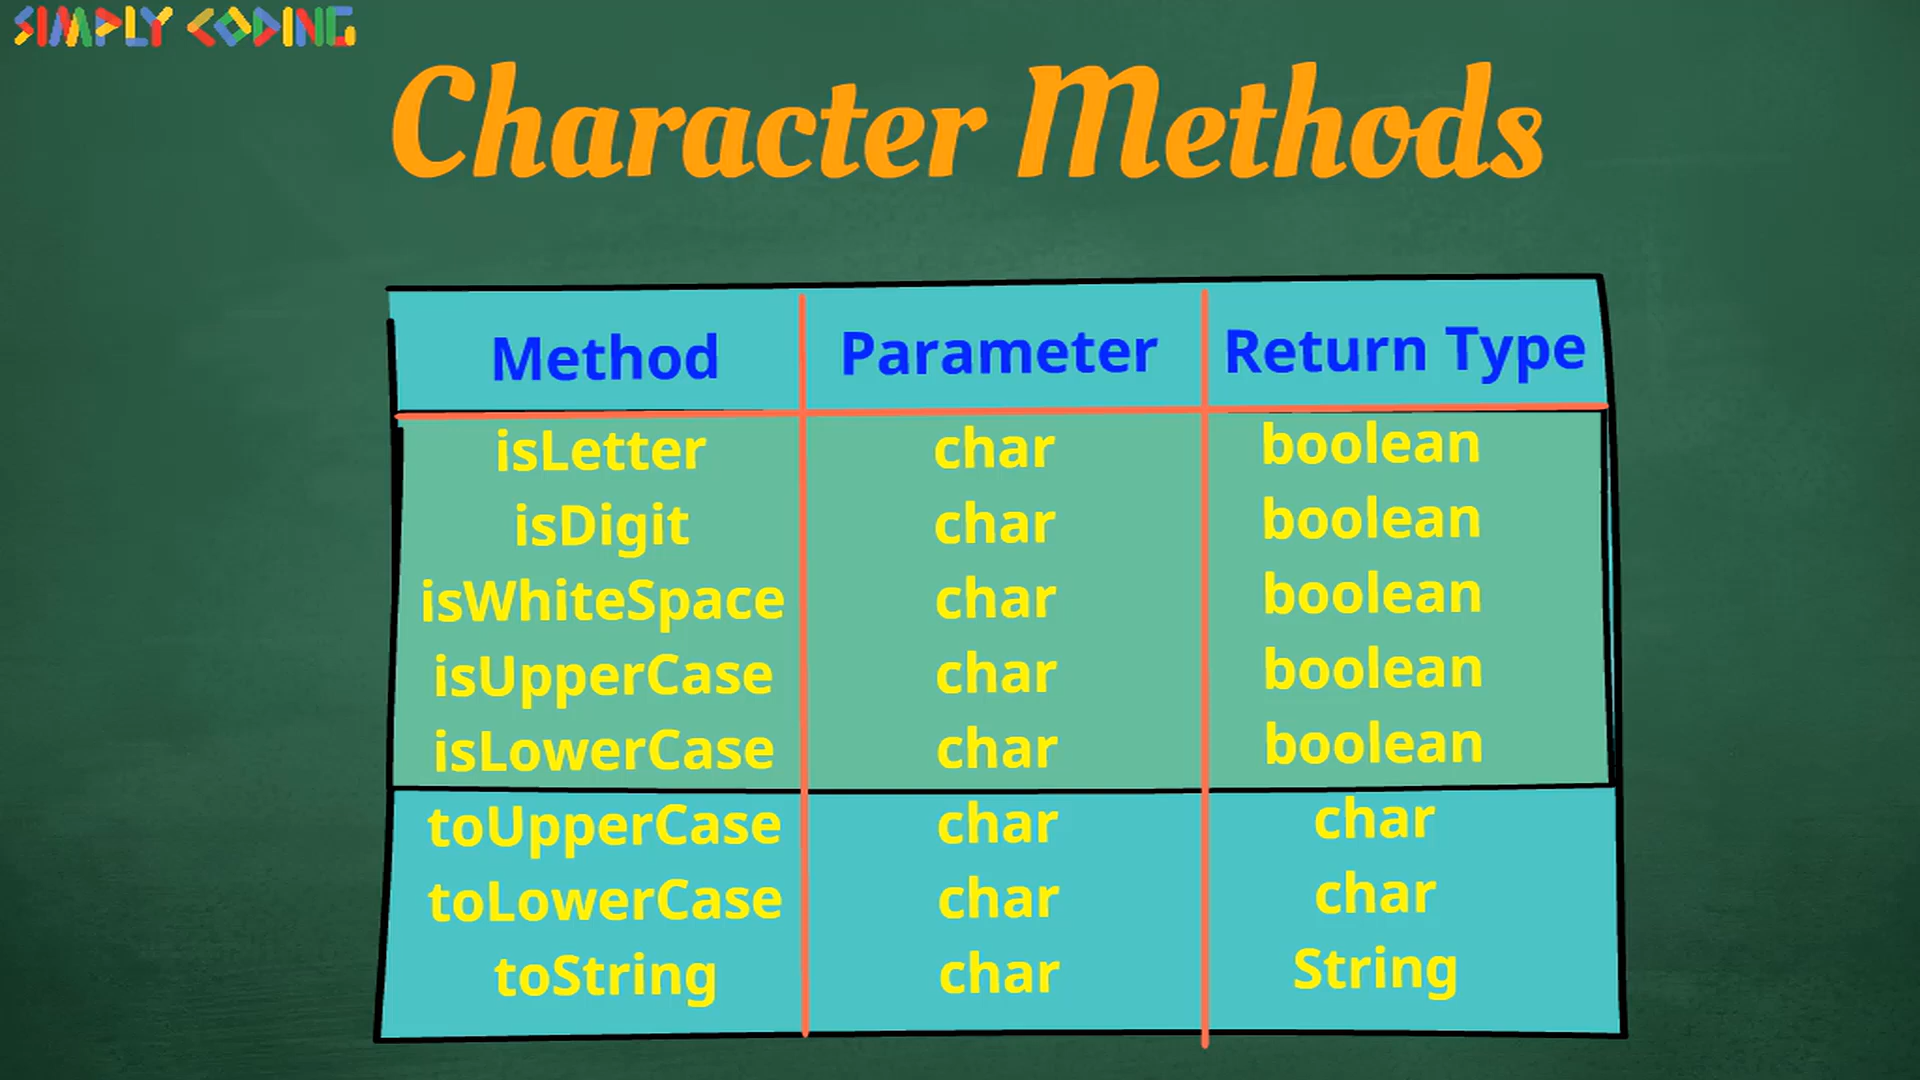 SIMPLY CODING
Character Methods
Method Parameter Return Type
isLetter char boolean
isDigit char boolean
isWhiteSpace char boolean
isUpperCase char boolean
isLowerCase char boolean
toUpperCase char char
toLowerCase char char
toString char String